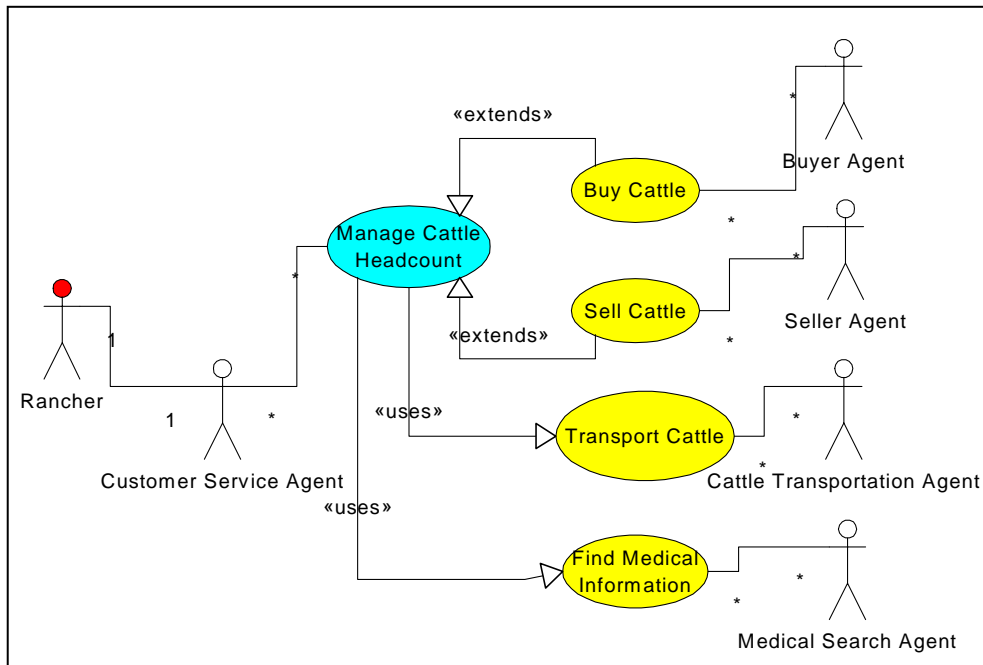 «extends»
Buyer Agent
*
Buy Cattle
*
Manage Cattle
Headcount
*
*
Sell Cattle
Seller Agent
«extends»
*
1
Rancher
1
*
Customer Service Agent
«uses»
Transport Cattle
*
*
Cattle Transportation Agent
«uses»
Find Medical
Information
*
*
Medical Search Agent